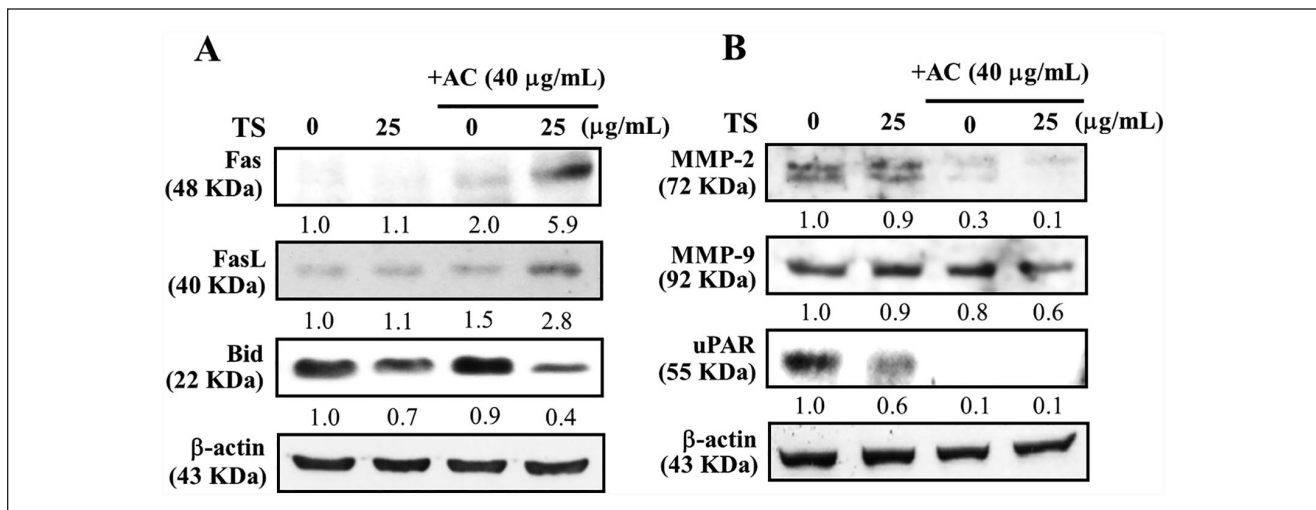 A
+AC (40 μg/mL)
TS 0 25 0 25 (μg/mL)
Fas
(48 KDa)
1.0 1.1 2.0 5.9
FasL
(40 KDa)
1.0 1.1 1.5 2.8
Bid
(22 KDa)
1.0 0.7 0.9 0.4
β-actin
(43 KDa)
B
+AC (40 μg/mL)
TS 0 25 0 25 (μg/mL)
MMP-2
(72 KDa)
1.0 0.9 0.3 0.1
MMP-9
(92 KDa)
1.0 0.9 0.8 0.6
uPAR
(55 KDa)
1.0 0.6 0.1 0.1
β-actin
(43 KDa)